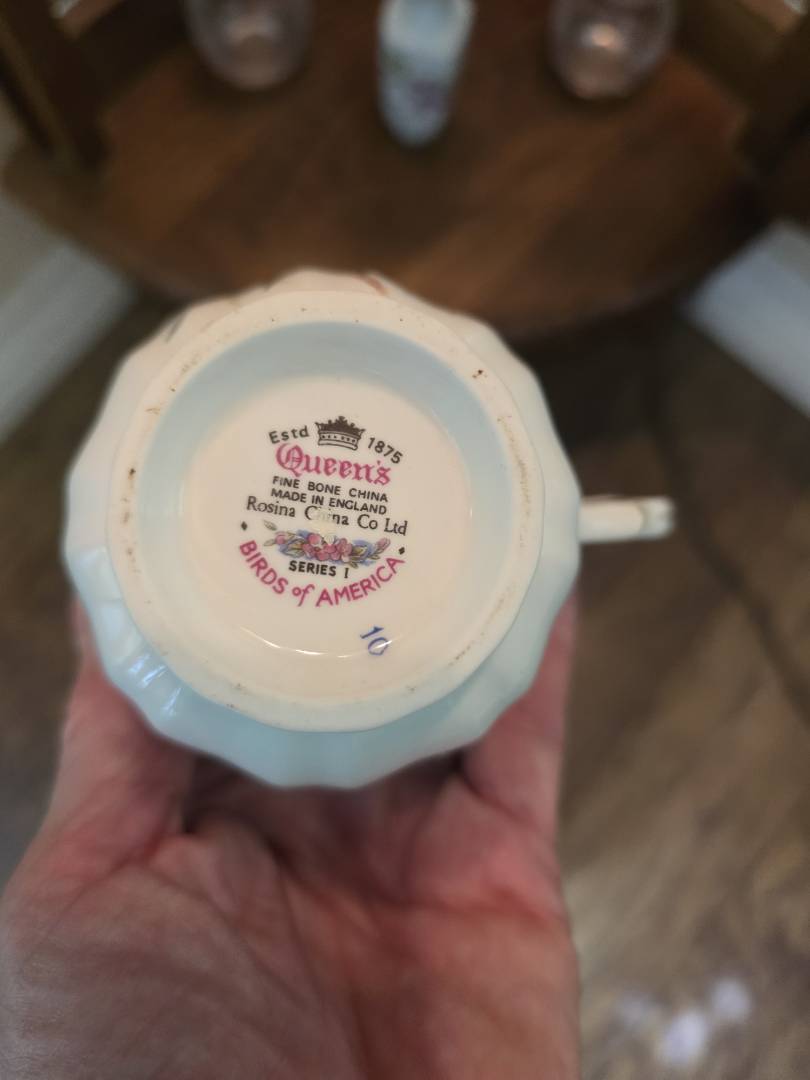 Estd 1875
Queen's
FINE BONE CHINA
MADE IN ENGLAND
Rosina China Co Ltd
SERIES I
BIRDS of AMERICA
10